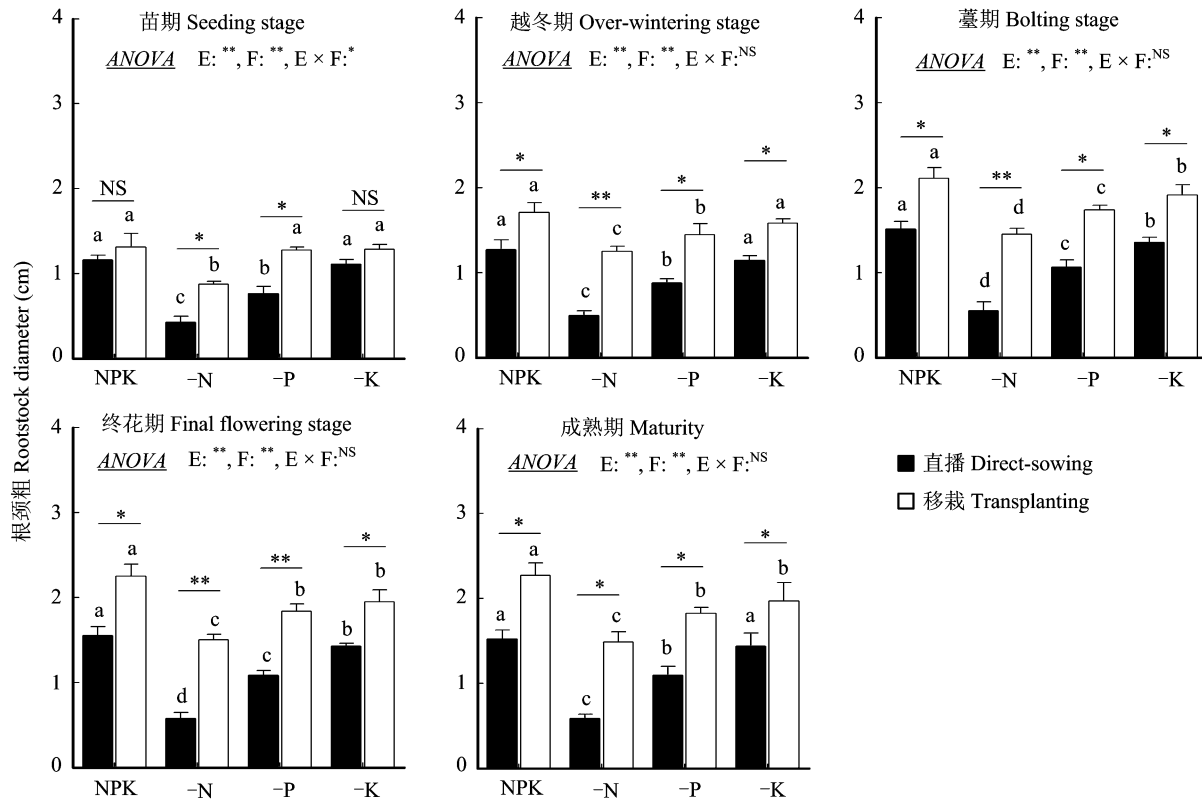 苗期 Seeding stage
ANOVA E: **, F: **, E × F:*
4
3
2
1
0
NS
a
a
*
c
b
*
b
a
NS
a
a
NPK −N −P −K
越冬期 Over-wintering stage
ANOVA E: **, F: **, E × F:NS
4
3
2
1
0
*
a
a
**
c
c
*
b
b
*
a
a
NPK −N −P −K
薹期 Bolting stage
ANOVA E: **, F: **, E × F:NS
4
3
2
1
0
*
a
a
**
d
d
*
c
c
*
b
b
NPK −N −P −K
根颈粗 Rootstock diameter (cm)
终花期 Final flowering stage
ANOVA E: **, F: **, E × F:NS
4
3
2
1
0
*
a
a
**
d
c
**
c
b
*
b
b
NPK −N −P −K
成熟期 Maturity
ANOVA E: **, F: **, E × F:NS
4
3
2
1
0
*
a
a
*
c
c
*
b
b
*
a
b
NPK −N −P −K
直播 Direct-sowing
移栽 Transplanting